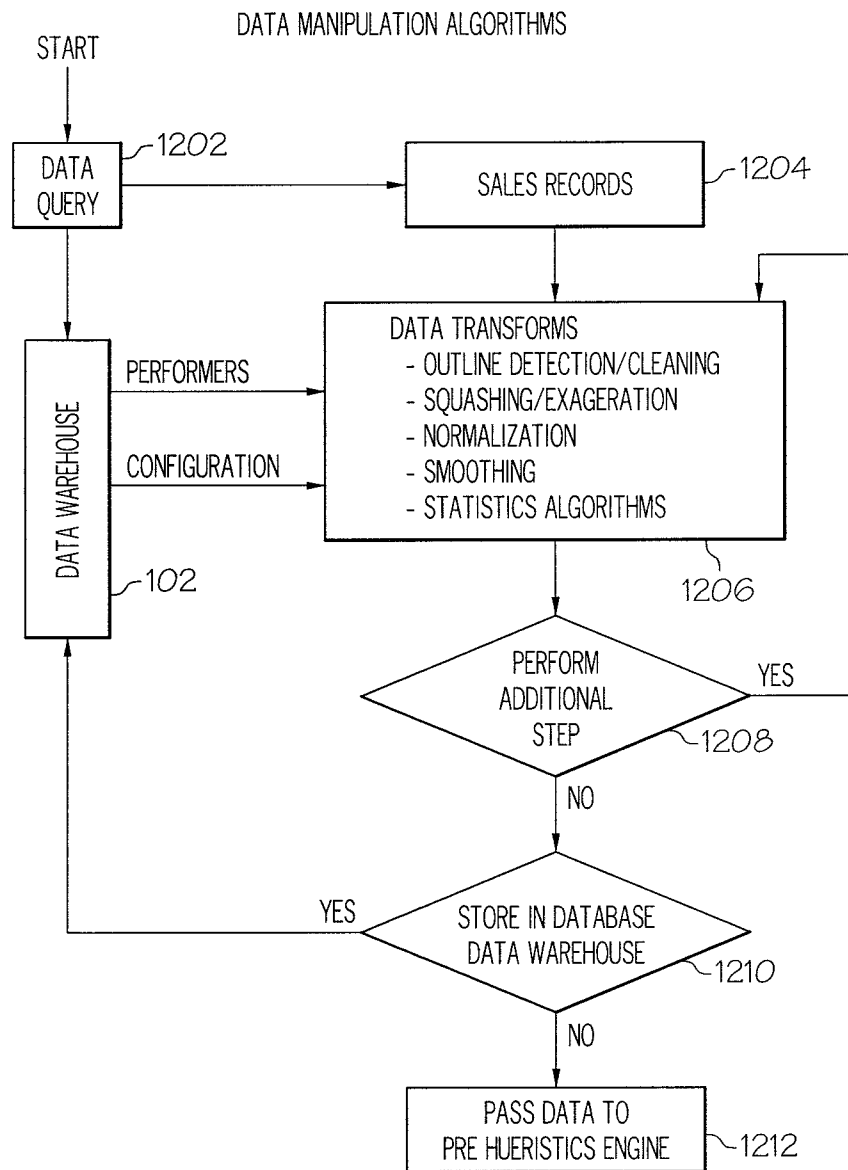 DATA MANIPULATION ALGORITHMS
START
1202
DATA
QUERY
SALES RECORDS
1204
DATA TRANSFORMS
- OUTLINE DETECTION/CLEANING
- SQUASHING/EXAGERATION
- NORMALIZATION
- SMOOTHING
- STATISTICS ALGORITHMS
1206
PERFORMERS
CONFIGURATION
DATA WAREHOUSE
102
PERFORM
ADDITIONAL
STEP
YES
1208
NO
YES
STORE IN DATABASE
DATA WAREHOUSE
1210
NO
PASS DATA TO
PRE HUERISTICS ENGINE
1212